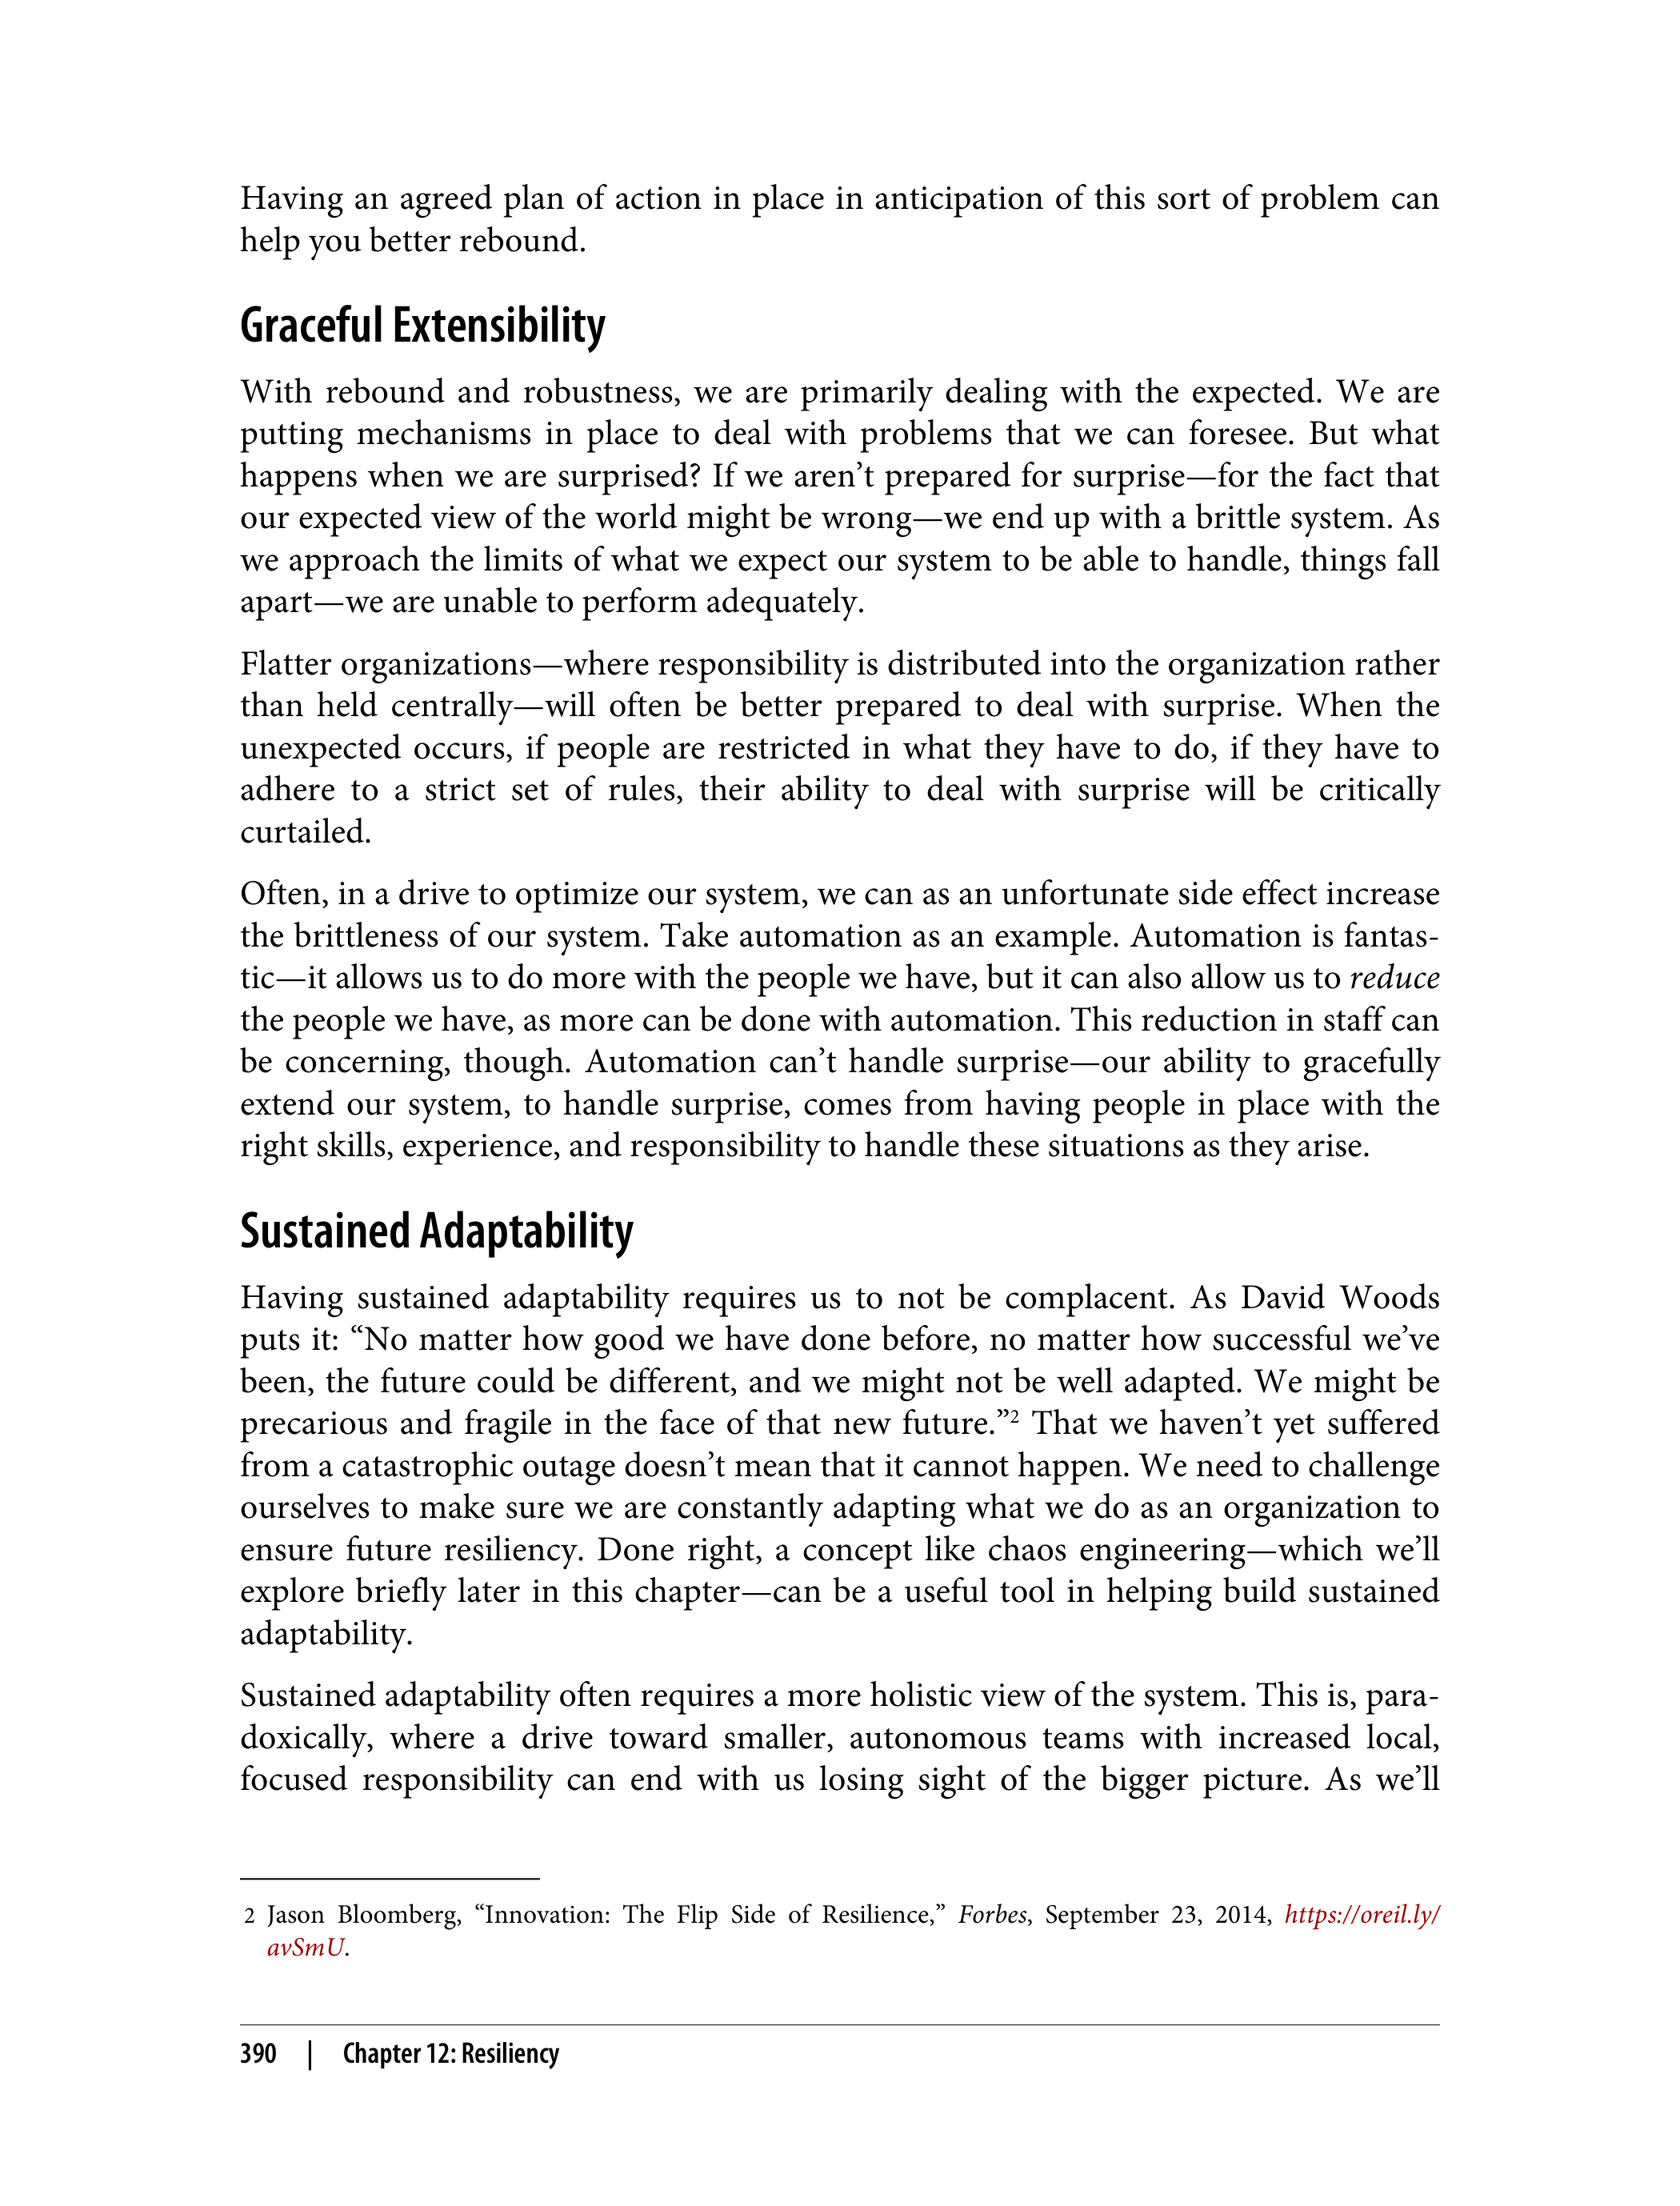 Having an agreed plan of action in place in anticipation of this sort of problem can
help you better rebound.
Graceful Extensibility
With rebound and robustness, we are primarily dealing with the expected. We are
putting mechanisms in place to deal with problems that we can foresee. But what
happens when we are surprised? If we aren’t prepared for surprise—for the fact that
our expected view of the world might be wrong—we end up with a brittle system. As
we approach the limits of what we expect our system to be able to handle, things fall
apart—we are unable to perform adequately.
Flatter organizations—where responsibility is distributed into the organization rather
than held centrally—will often be better prepared to deal with surprise. When the
unexpected occurs, if people are restricted in what they have to do, if they have to
adhere to a strict set of rules, their ability to deal with surprise will be critically
curtailed.
Often, in a drive to optimize our system, we can as an unfortunate side effect increase
the brittleness of our system. Take automation as an example. Automation is fantas-
tic—it allows us to do more with the people we have, but it can also allow us to reduce
the people we have, as more can be done with automation. This reduction in staff can
be concerning, though. Automation can’t handle surprise—our ability to gracefully
extend our system, to handle surprise, comes from having people in place with the
right skills, experience, and responsibility to handle these situations as they arise.
Sustained Adaptability
Having sustained adaptability requires us to not be complacent. As David Woods
puts it: “No matter how good we have done before, no matter how successful we’ve
been, the future could be different, and we might not be well adapted. We might be
precarious and fragile in the face of that new future.”2 That we haven’t yet suffered
from a catastrophic outage doesn’t mean that it cannot happen. We need to challenge
ourselves to make sure we are constantly adapting what we do as an organization to
ensure future resiliency. Done right, a concept like chaos engineering—which we’ll
explore briefly later in this chapter—can be a useful tool in helping build sustained
adaptability.
Sustained adaptability often requires a more holistic view of the system. This is, para-
doxically, where a drive toward smaller, autonomous teams with increased local,
focused responsibility can end with us losing sight of the bigger picture. As we’ll
2 Jason Bloomberg, “Innovation: The Flip Side of Resilience,” Forbes, September 23, 2014, https://oreil.ly/
avSmU.
390 | Chapter 12: Resiliency